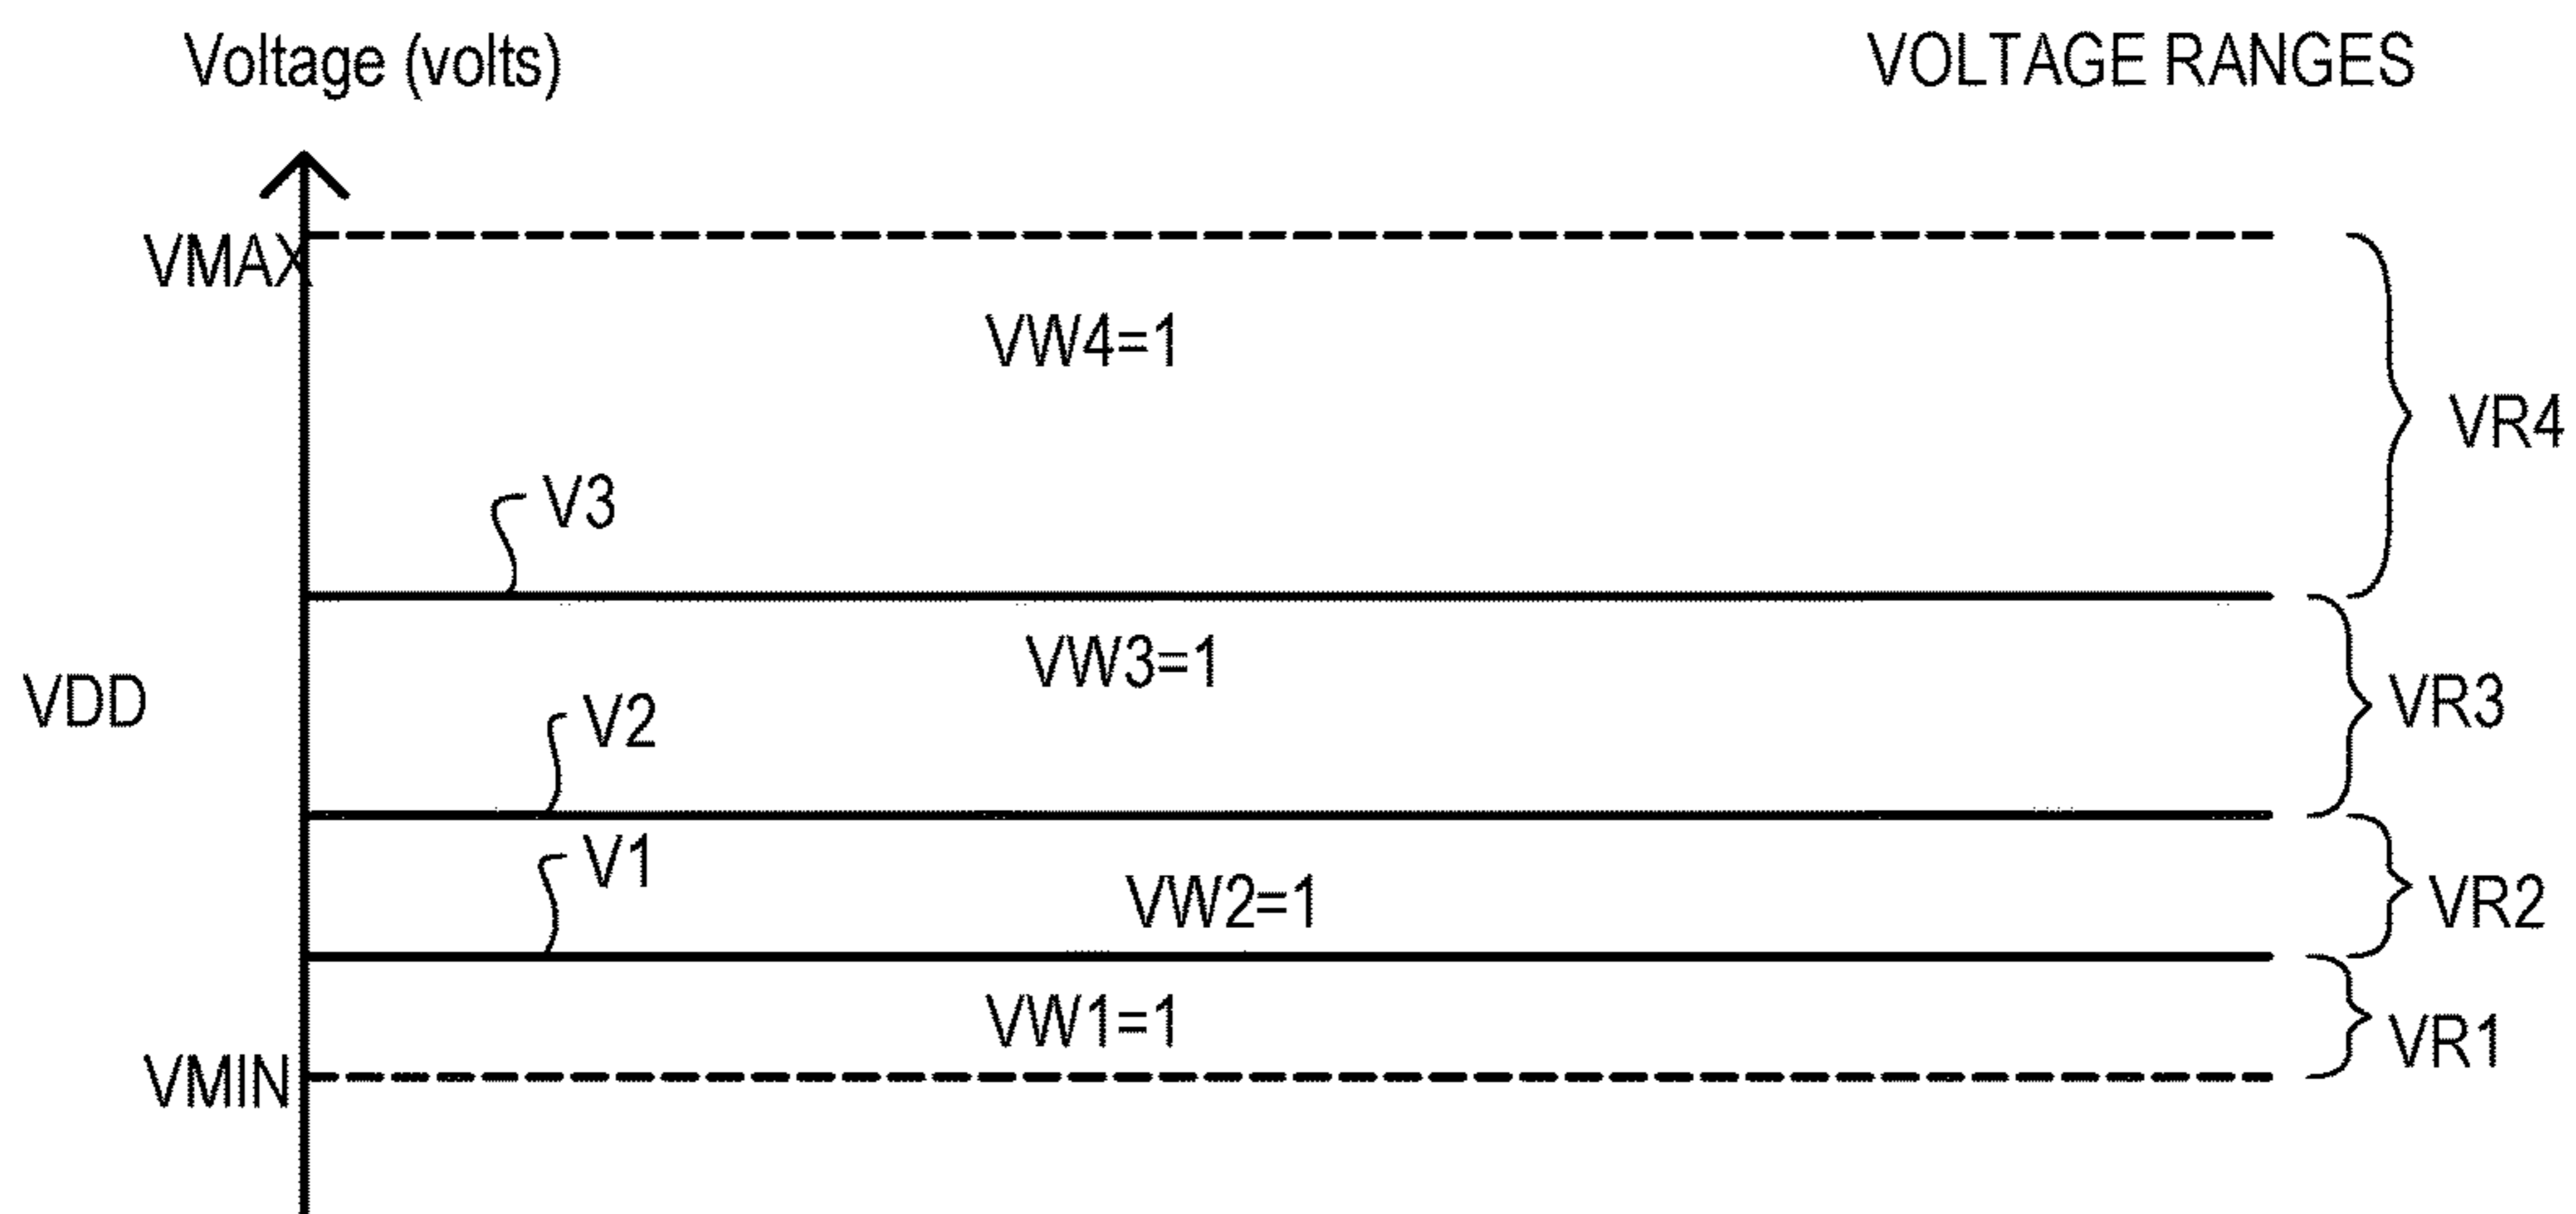 Voltage (volts)
VOLTAGE RANGES
VMAX
VW4=1
VR4
V3
VW3=1
VDD
V2
VR3
V1
VW2=1
VR2
VW1=1
VR1
VMIN